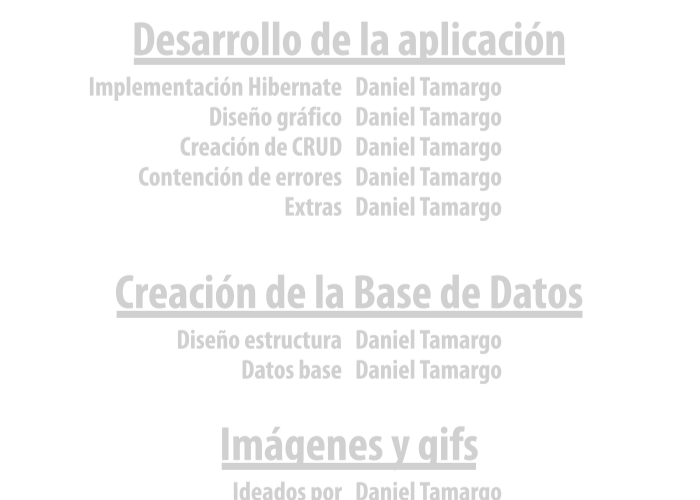 Desarrollo de la aplicación
Implementación Hibernate Daniel Tamargo
Diseño gráfico Daniel Tamargo
Creación de CRUD Daniel Tamargo
Contención de errores Daniel Tamargo
Extras Daniel Tamargo
Creación de la Base de Datos
Diseño estructura Daniel Tamargo
Datos base Daniel Tamargo
Imágenes y gifs
Ideados por Daniel Tamargo